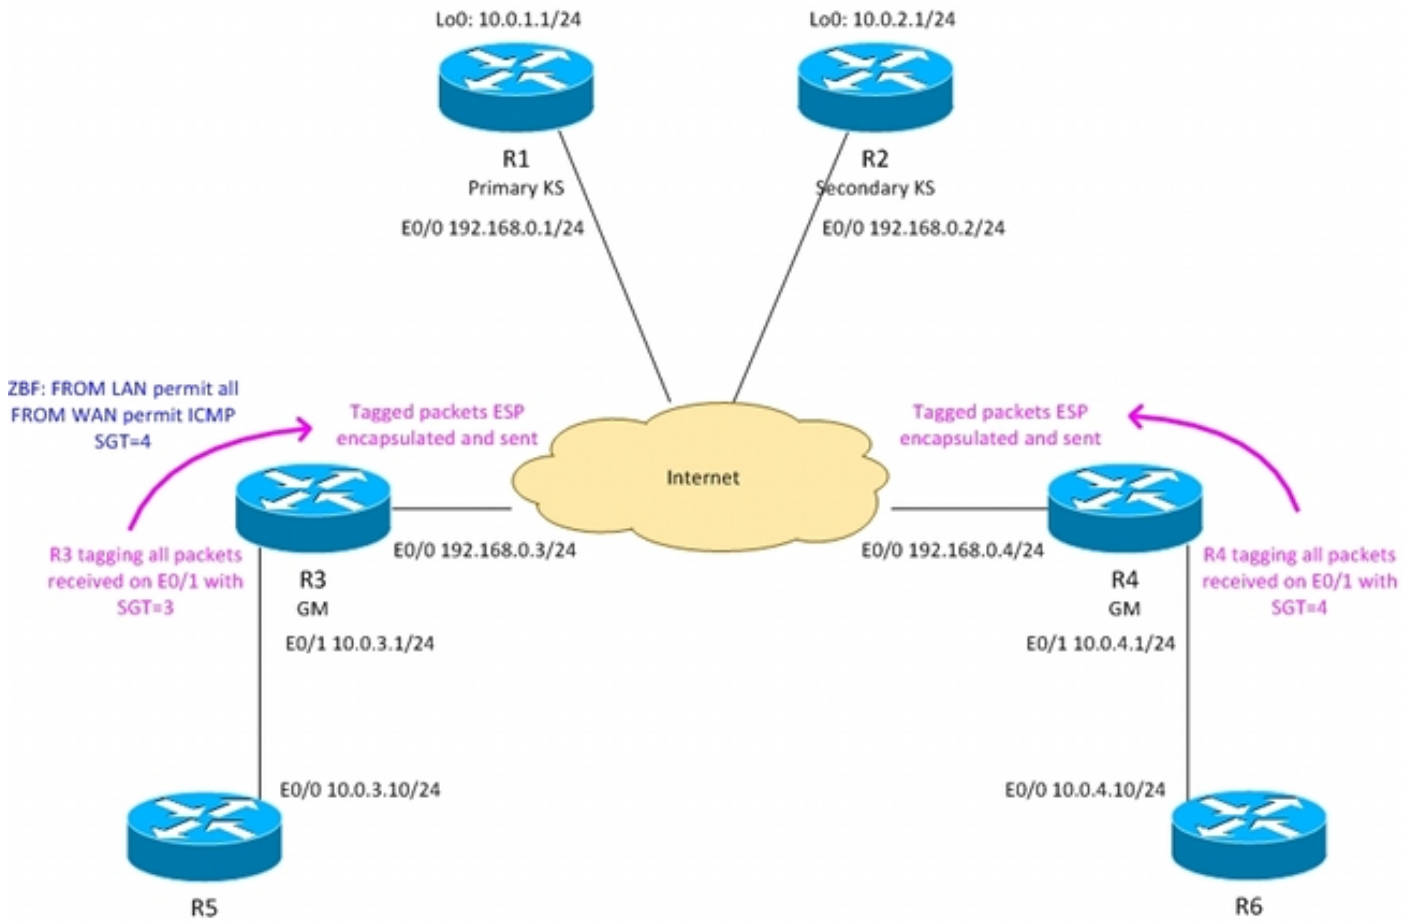 Lo0: 10.0.1.1/24
Lo0: 10.0.2.1/24
R1
Primary KS
E0/0 192.168.0.1/24
R2
Secondary KS
E0/0 192.168.0.2/24
ZBF: FROM LAN permit all
FROM WAN permit ICMP
SGT=4
Tagged packets ESP
encapsulated and sent
Tagged packets ESP
encapsulated and sent
Internet
R3 tagging all packets
received on E0/1 with
SGT=3
E0/0 192.168.0.3/24
R3
GM
E0/1 10.0.3.1/24
E0/0 192.168.0.4/24
R4
GM
E0/1 10.0.4.1/24
R4 tagging all packets
received on E0/1 with
SGT=4
E0/0 10.0.3.10/24
R5
E0/0 10.0.4.10/24
R6